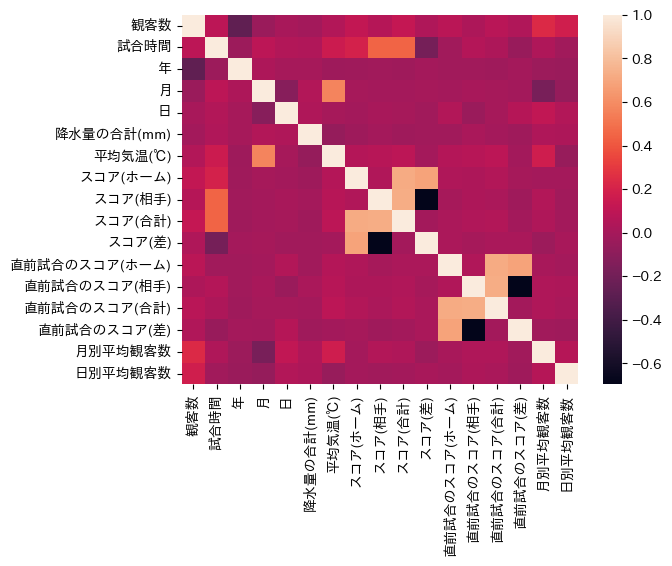 観客数
試合時間
年
月
日
降水量の合計(mm)
平均気温(℃)
スコア(ホーム)
スコア(相手)
スコア(合計)
スコア(差)
直前試合のスコア(ホーム)
直前試合のスコア(相手)
直前試合のスコア(合計)
直前試合のスコア(差)
月別平均観客数
日別平均観客数
観客数
試合時間
年
月
日
降水量の合計(mm)
平均気温(℃)
スコア(ホーム)
スコア(相手)
スコア(合計)
スコア(差)
直前試合のスコア(ホーム)
直前試合のスコア(相手)
直前試合のスコア(合計)
直前試合のスコア(差)
月別平均観客数
日別平均観客数
1.0
0.8
0.6
0.4
0.2
0.0
−0.2
−0.4
−0.6